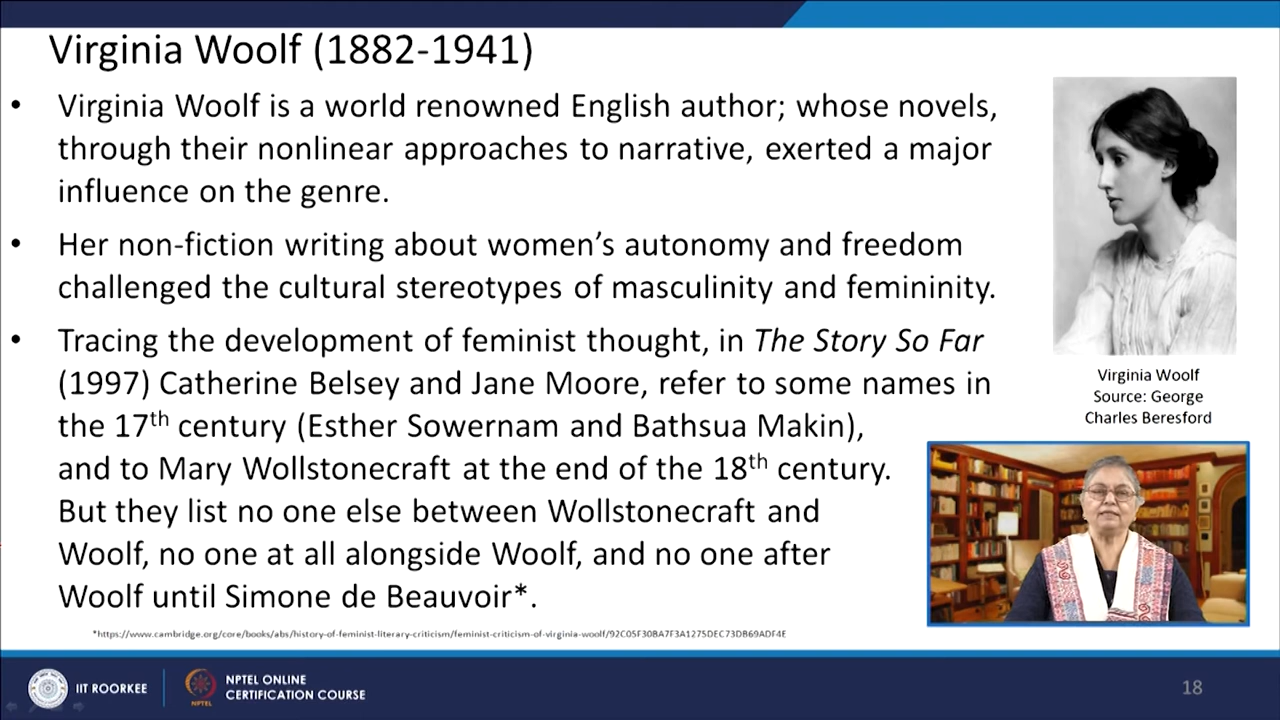 Virginia Woolf (1882-1941)
• Virginia Woolf is a world renowned English author; whose novels,
through their nonlinear approaches to narrative, exerted a major
influence on the genre.
• Her non-fiction writing about women’s autonomy and freedom
challenged the cultural stereotypes of masculinity and femininity.
• Tracing the development of feminist thought, in The Story So Far
(1997) Catherine Belsey and Jane Moore, refer to some names in
the 17th century (Esther Sowernam and Bathsua Makin),
and to Mary Wollstonecraft at the end of the 18th century.
But they list no one else between Wollstonecraft and
Woolf, no one at all alongside Woolf, and no one after
Woolf until Simone de Beauvoir*.
Virginia Woolf
Source: George
Charles Beresford
*https://www.cambridge.org/core/books/abs/history-of-feminist-literary-criticism/feminist-criticism-of-virginia-woolf/92C05F30BA7F3A1275DEC73DB69ADF4E
IIT ROORKEE
NPTEL
NPTEL ONLINE
CERTIFICATION COURSE
18